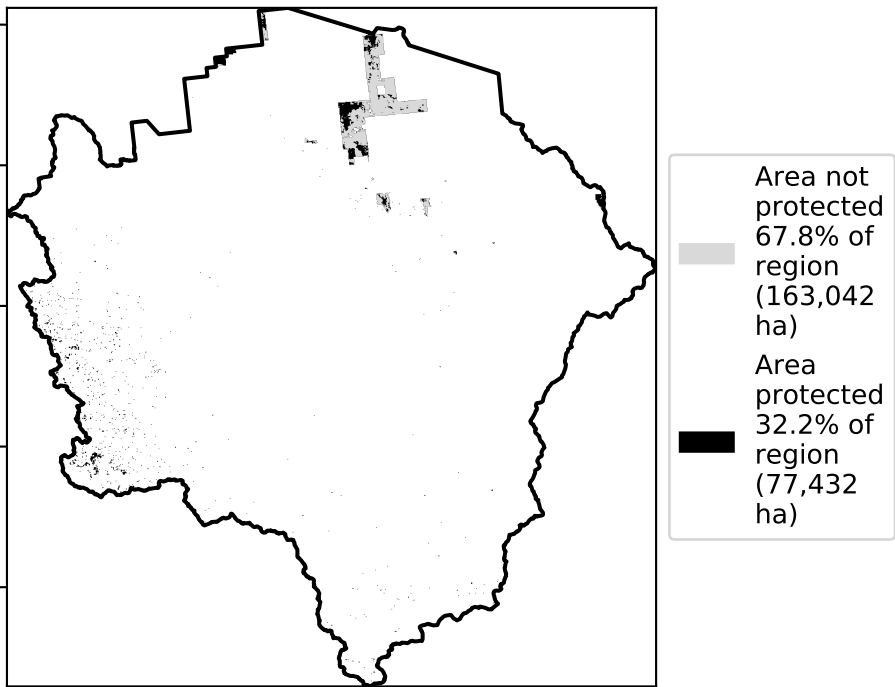 Area not
protected
67.8% of
region
(163,042
ha)
Area
protected
32.2% of
region
(77,432
ha)